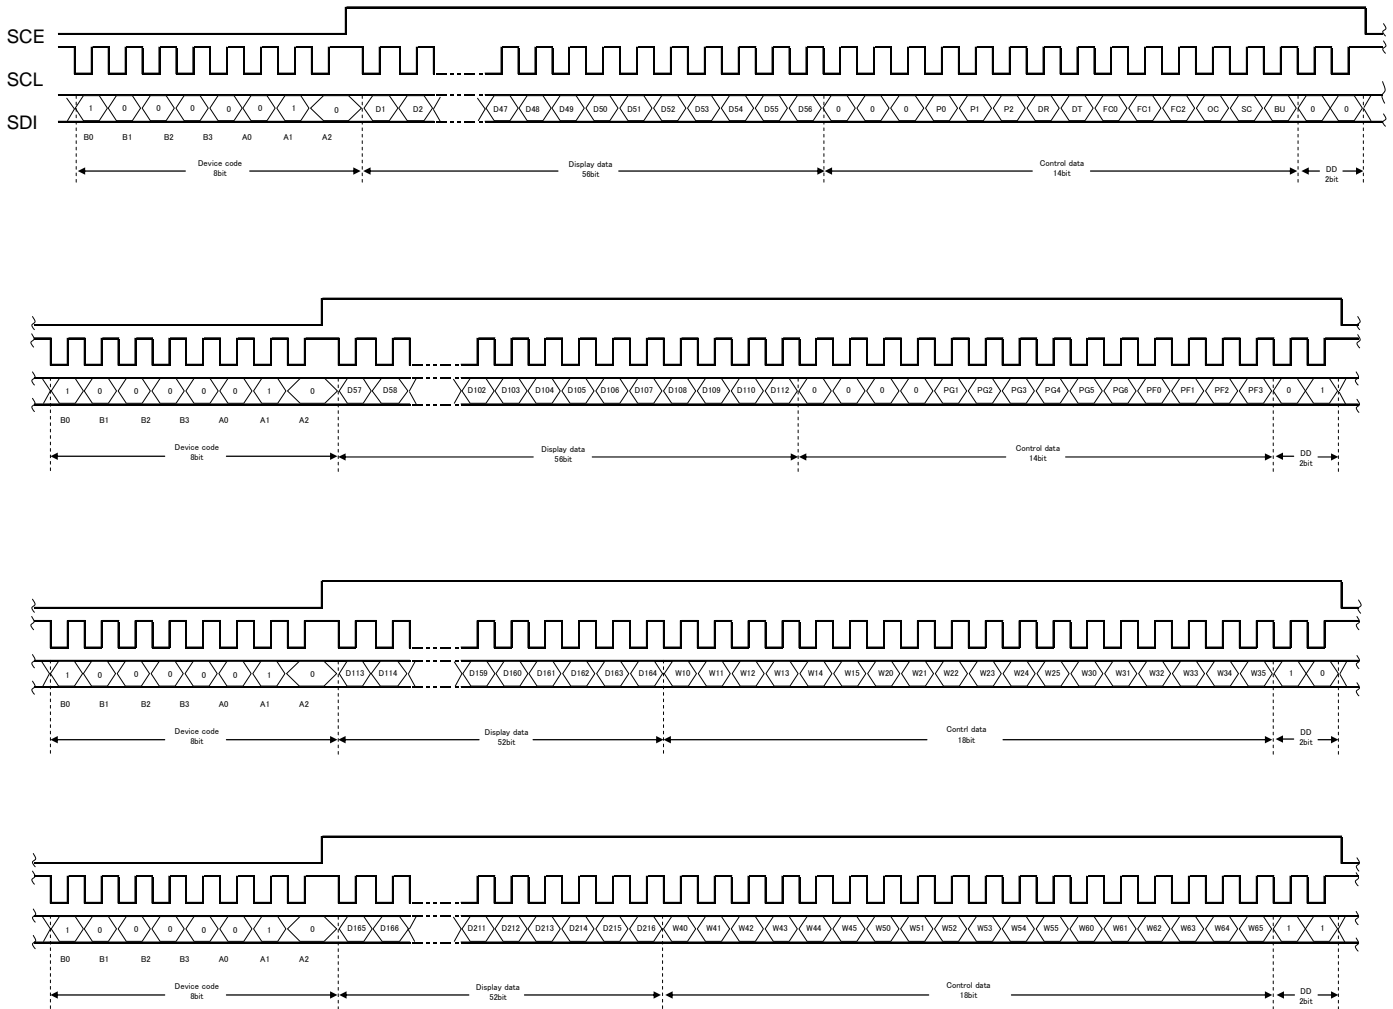 SCE
SCL
SDI
1 0 0 0 0 0 1 0 D1 D2 D47 D48 D49 D50 D51 D52 D53 D54 D55 D56 0 0 0 P0 P1 P2 DR DT FC0 FC1 FC2 OC SC BU 0 0
B0 B1 B2 B3 A0 A1 A2
Device code
8bit
Display data
56bit
Control data
14bit
DD
2bit
1 0 0 0 0 0 1 0 D57 D58 D102 D103 D104 D105 D106 D107 D108 D109 D110 D112 0 0 0 0 PG1 PG2 PG3 PG4 PG5 PG6 PF0 PF1 PF2 PF3 0 1
B0 B1 B2 B3 A0 A1 A2
Device code
8bit
Display data
56bit
Control data
14bit
DD
2bit
1 0 0 0 0 0 1 0 D113 D114 D159 D160 D161 D162 D163 D164 W10 W11 W12 W13 W14 W15 W20 W21 W22 W23 W24 W25 W30 W31 W32 W33 W34 W35 1 0
B0 B1 B2 B3 A0 A1 A2
Device code
8bit
Display data
52bit
Contrl data
18bit
DD
2bit
1 0 0 0 0 0 1 0 D165 D166 D211 D212 D213 D214 D215 D216 W40 W41 W42 W43 W44 W45 W50 W51 W52 W53 W54 W55 W60 W61 W62 W63 W64 W65 1 1
B0 B1 B2 B3 A0 A1 A2
Device code
8bit
Display data
52bit
Control data
18bit
DD
2bit